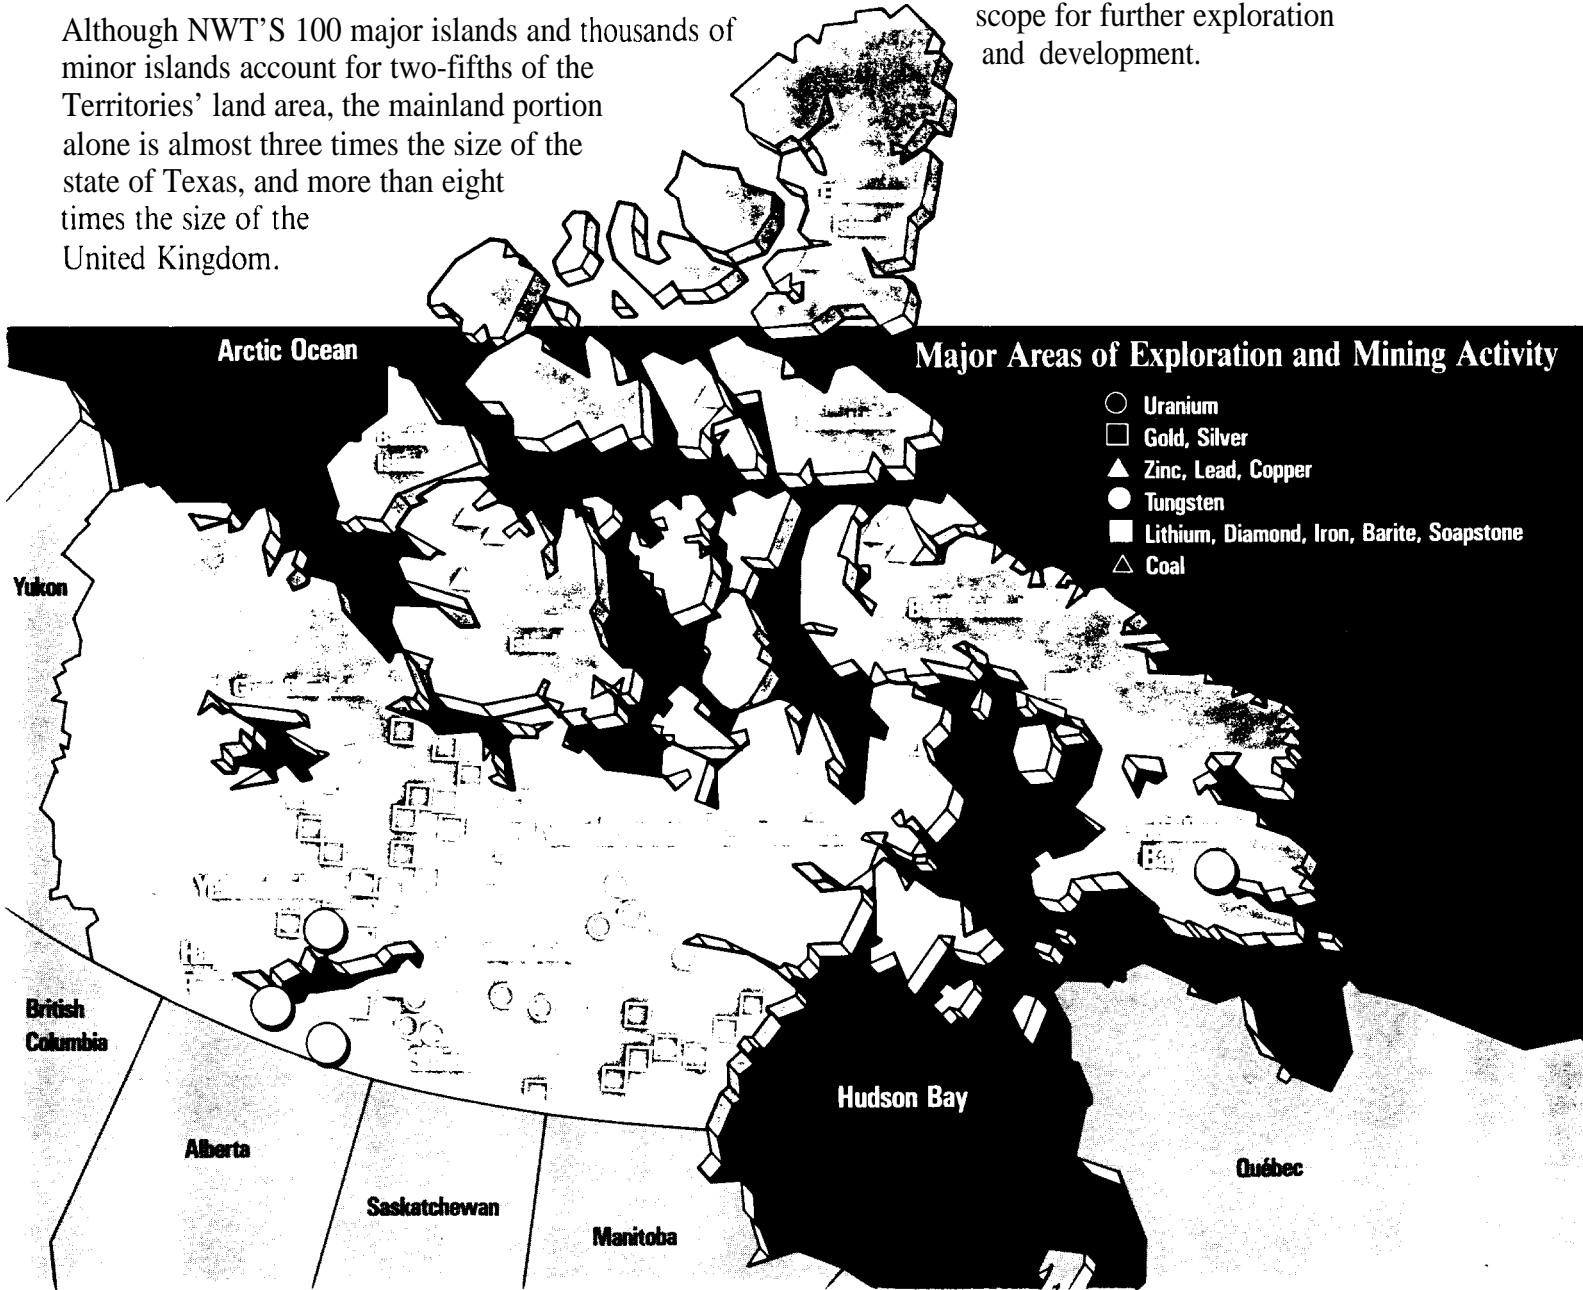 Although NWT'S 100 major islands and thousands of
minor islands account for two-fifths of the
Territories' land area, the mainland portion
alone is almost three times the size of the
state of Texas, and more than eight
times the size of the
United Kingdom.
scope for further exploration
and development.
Arctic Ocean
Major Areas of Exploration and Mining Activity
Uranium
Gold, Silver
Zinc, Lead, Copper
Tungsten
Lithium, Diamond, Iron, Barite, Soapstone
Coal
Yukon
British
Columbia
Alberta
Saskatchewan
Manitoba
Hudson Bay
Québec